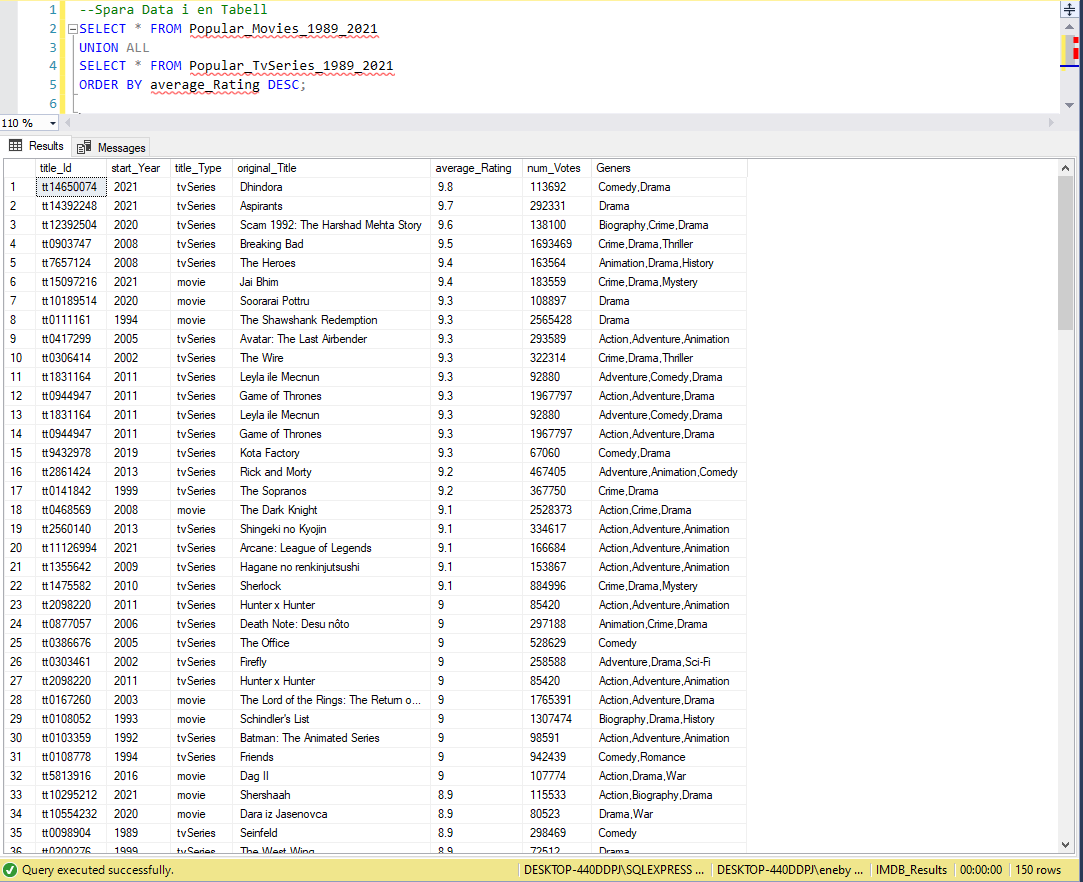 1 --Spara Data i en Tabell
2 SELECT * FROM Popular_Movies_1989_2021
3 UNION ALL
4 SELECT * FROM Popular_TvSeries_1989_2021
5 ORDER BY average_Rating DESC;
6
110 %
Results Messages
title_Id start_Year title_Type original_Title average_Rating num_Votes Geners
1 tt14650074 2021 tvSeries Dhindora 9.8 113692 Comedy,Drama
2 tt14392248 2021 tvSeries Aspirants 9.7 292331 Drama
3 tt12392504 2020 tvSeries Scam 1992: The Harshad Mehta Story 9.6 138100 Biography,Crime,Drama
4 tt0903747 2008 tvSeries Breaking Bad 9.5 1693469 Crime,Drama,Thriller
5 tt7657124 2008 tvSeries The Heroes 9.4 163564 Animation,Drama,History
6 tt15097216 2021 movie Jai Bhim 9.4 183559 Crime,Drama,Mystery
7 tt10189514 2020 movie Soorarai Pottru 9.3 108897 Drama
8 tt0111161 1994 movie The Shawshank Redemption 9.3 2565428 Drama
9 tt0417299 2005 tvSeries Avatar: The Last Airbender 9.3 293589 Action,Adventure,Animation
10 tt0306414 2002 tvSeries The Wire 9.3 322314 Crime,Drama,Thriller
11 tt1831164 2011 tvSeries Leyla ile Mecnun 9.3 92880 Adventure,Comedy,Drama
12 tt0944947 2011 tvSeries Game of Thrones 9.3 1967797 Action,Adventure,Drama
13 tt1831164 2011 tvSeries Leyla ile Mecnun 9.3 92880 Adventure,Comedy,Drama
14 tt0944947 2011 tvSeries Game of Thrones 9.3 1967797 Action,Adventure,Drama
15 tt9432978 2019 tvSeries Kota Factory 9.3 67060 Comedy,Drama
16 tt2861424 2013 tvSeries Rick and Morty 9.2 467405 Adventure,Animation,Comedy
17 tt0141842 1999 tvSeries The Sopranos 9.2 367750 Crime,Drama
18 tt0468569 2008 movie The Dark Knight 9.1 2528373 Action,Crime,Drama
19 tt2560140 2013 tvSeries Shingeki no Kyojin 9.1 334617 Action,Adventure,Animation
20 tt11126994 2021 tvSeries Arcane: League of Legends 9.1 166684 Action,Adventure,Animation
21 tt1355642 2009 tvSeries Hagane no renkinjutsushi 9.1 153867 Action,Adventure,Animation
22 tt1475582 2010 tvSeries Sherlock 9.1 884996 Crime,Drama,Mystery
23 tt2098220 2011 tvSeries Hunter x Hunter 9 85420 Action,Adventure,Animation
24 tt0877057 2006 tvSeries Death Note: Desu nôto 9 297188 Animation,Crime,Drama
25 tt0386676 2005 tvSeries The Office 9 528629 Comedy
26 tt0303461 2002 tvSeries Firefly 9 258588 Adventure,Drama,Sci-Fi
27 tt2098220 2011 tvSeries Hunter x Hunter 9 85420 Action,Adventure,Animation
28 tt0167260 2003 movie The Lord of the Rings: The Return o... 9 1765391 Action,Adventure,Drama
29 tt0108052 1993 movie Schindler's List 9 1307474 Biography,Drama,History
30 tt0103359 1992 tvSeries Batman: The Animated Series 9 98591 Action,Adventure,Animation
31 tt0108778 1994 tvSeries Friends 9 942439 Comedy,Romance
32 tt5813916 2016 movie Dag II 9 107774 Action,Drama,War
33 tt10295212 2021 movie Shershaah 8.9 115533 Action,Biography,Drama
34 tt10554232 2020 movie Dara iz Jasenovca 8.9 80523 Drama,War
35 tt0098904 1989 tvSeries Seinfeld 8.9 298469 Comedy
36 tt0200276 1999 tvSeries The West Wing 8.9 72512 Drama
Query executed successfully. DESKTOP-440DDPJ\SQLEXPRESS ... DESKTOP-440DDPJ\eneby ... IMDB_Results 00:00:00 150 rows